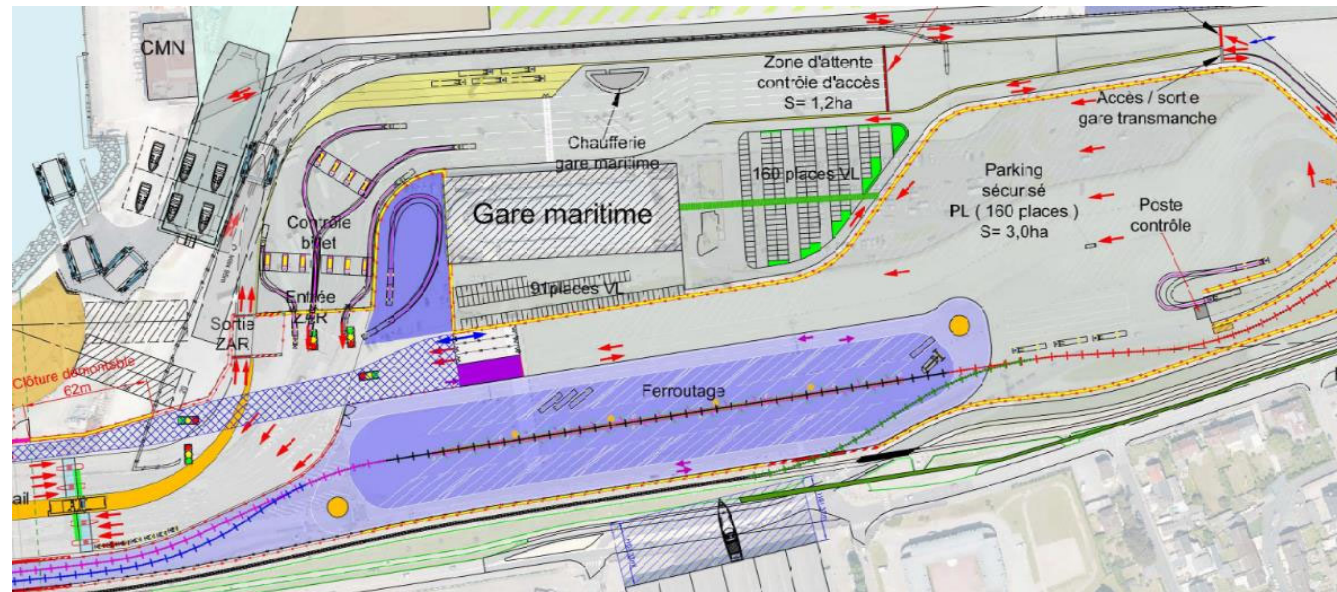 CMN
Zone d'attente
contrôle d'accès
S= 1,2ha
Accès / sortie
gare transmanche
Chaufferie
gare maritime
160 places VL
Parking
sécurisé
PL ( 160 places )
S= 3,0ha
Poste
contrôle
Gare maritime
Contrôle
billet
91places VL
Entrée
ZAR
Sortie
ZAR
Clôture démontable
62m
Ferroutage
ail